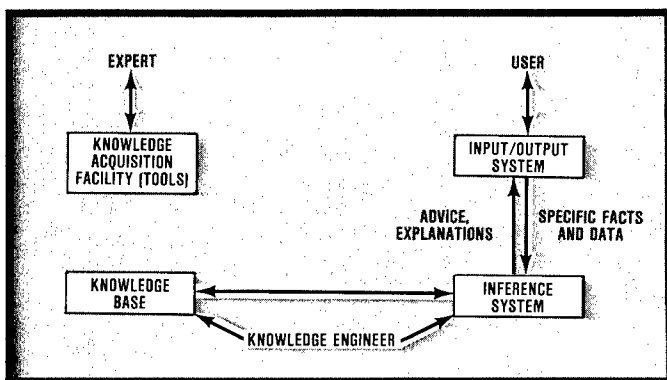 EXPERT
USER
KNOWLEDGE
ACQUISITION
FACILITY (TOOLS)
INPUT/OUTPUT
SYSTEM
ADVICE,
EXPLANATIONS
SPECIFIC FACTS
AND DATA
KNOWLEDGE
BASE
INFERENCE
SYSTEM
KNOWLEDGE ENGINEER